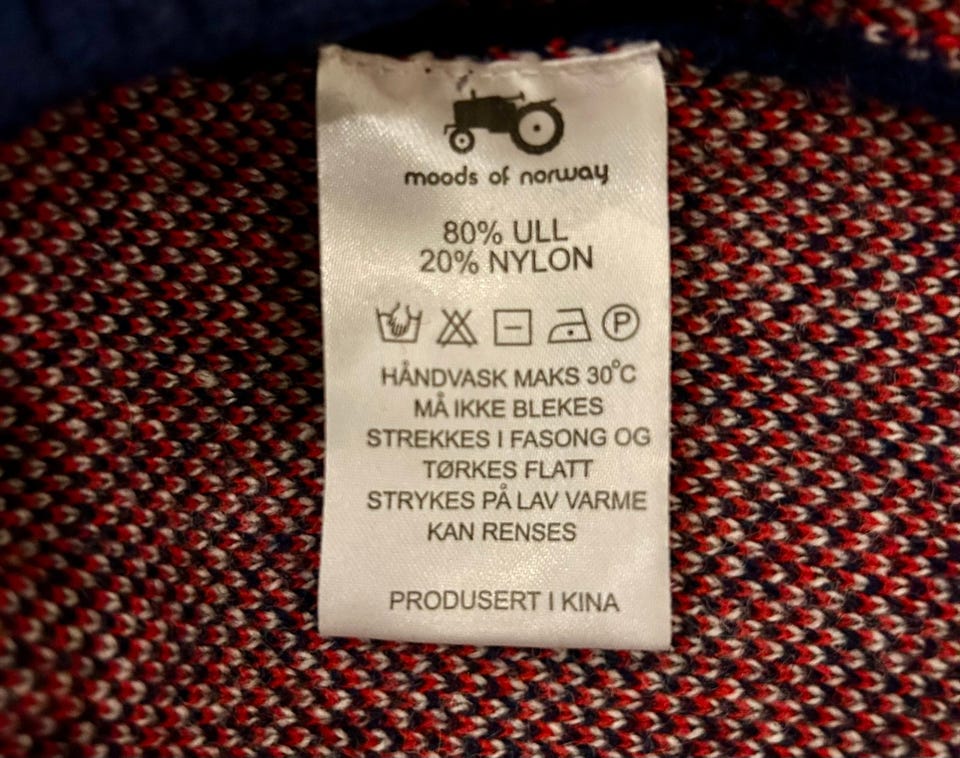 moods of norway
80% ULL
20% NYLON
P
HÅNDVASK MAKS 30°C
MÅ IKKE BLEKES
STREKKES I FASONG OG
TØRKES FLATT
STRYKES PÅ LAV VARME
KAN RENSES
PRODUSERT I KINA